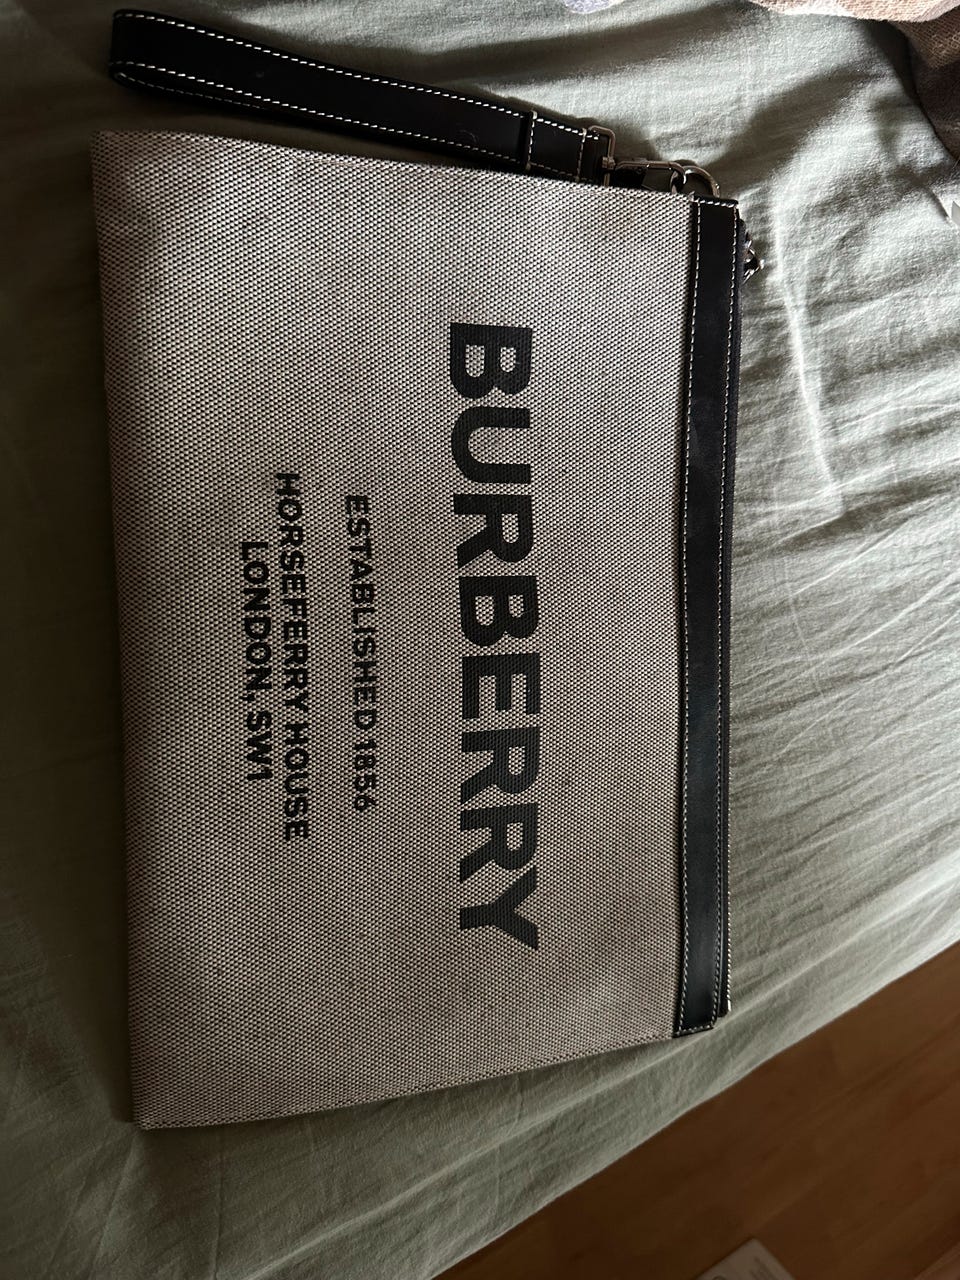 BURBERRY
ESTABLISHED 1856
HORSEFERRY HOUSE
LONDON, SW1